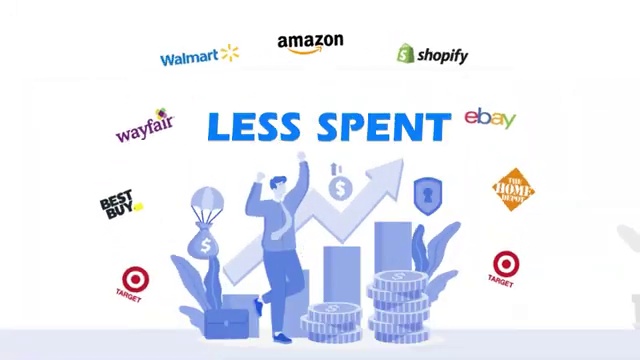 amazon
Walmart
shopify
wayfair
LESS SPENT
ebay
BEST
BUY
THE
HOME
DEPOT
$
$
TARGET
TARGET
$